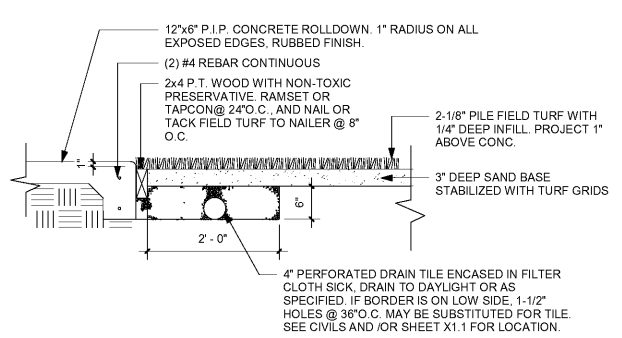 12"x6" P.I.P. CONCRETE ROLLDOWN. 1" RADIUS ON ALL
EXPOSED EDGES, RUBBED FINISH.
(2) #4 REBAR CONTINUOUS
2x4 P.T. WOOD WITH NON-TOXIC
PRESERVATIVE. RAMSET OR
TAPCON@ 24"O.C., AND NAIL OR
TACK FIELD TURF TO NAILER @ 8"
O.C.
2-1/8" PILE FIELD TURF WITH
1/4" DEEP INFILL. PROJECT 1"
ABOVE CONC.
1"
3" DEEP SAND BASE
STABILIZED WITH TURF GRIDS
6"
2' - 0"
4" PERFORATED DRAIN TILE ENCASED IN FILTER
CLOTH SICK, DRAIN TO DAYLIGHT OR AS
SPECIFIED. IF BORDER IS ON LOW SIDE, 1-1/2"
HOLES @ 36"O.C. MAY BE SUBSTITUTED FOR TILE.
SEE CIVILS AND /OR SHEET X1.1 FOR LOCATION.